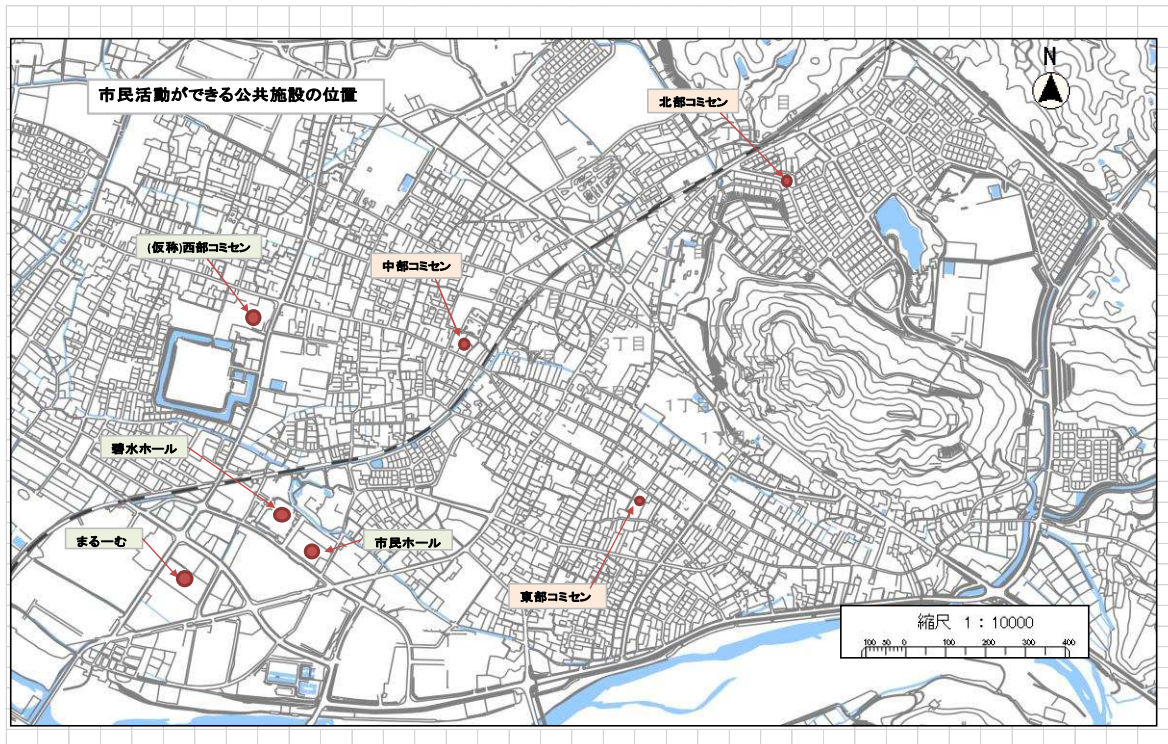 市民活動ができる公共施設の位置
N
北部コミセン
(仮称)西部コミセン
中部コミセン
3丁目
1丁目
碧水ホール
まるーむ
市民ホール
東部コミセン
縮尺 1:10000
100 50 0 100 200 300 400